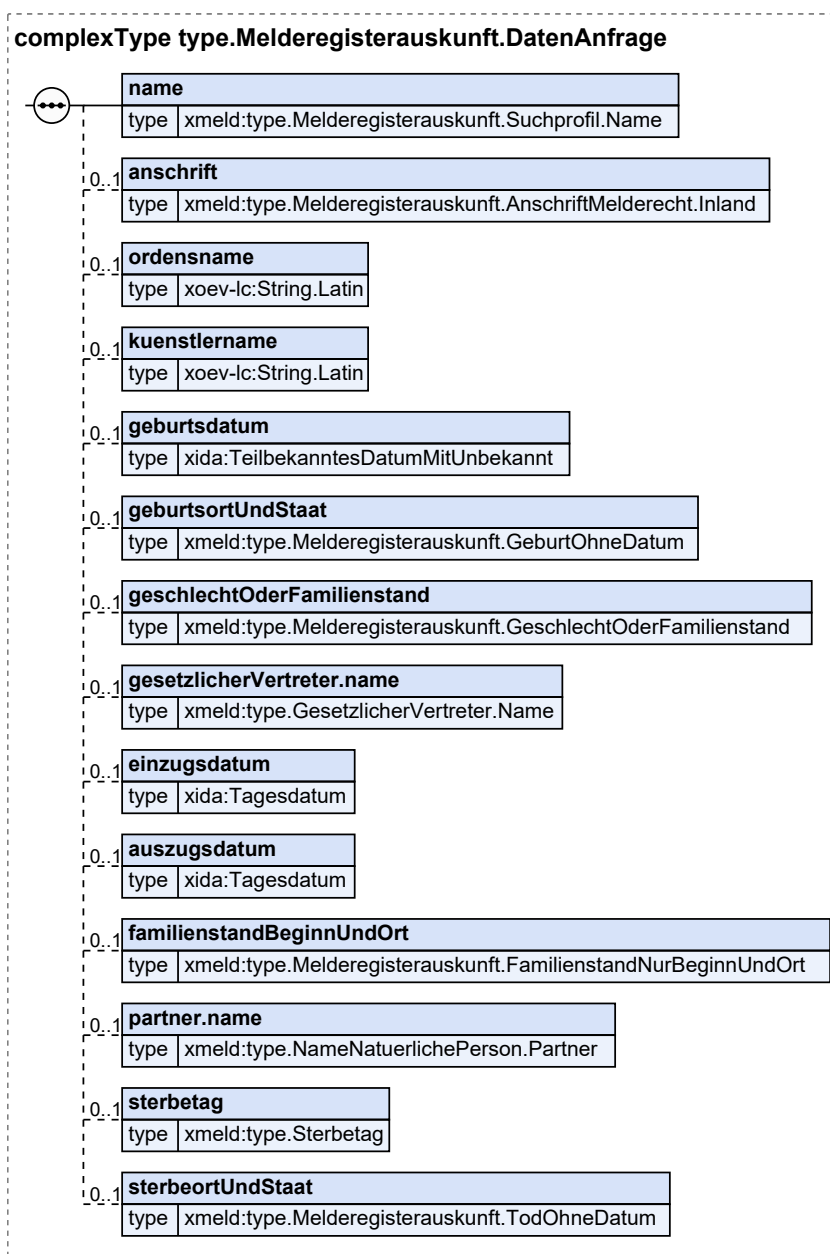 complexType type.Melderegisterauskunft.DatenAnfrage
name
type xmeld:type.Melderegisterauskunft.Suchprofil.Name
0..1 anschrift
type xmeld:type.Melderegisterauskunft.AnschriftMelderecht.Inland
0..1 ordensname
type xoev-lc:String.Latin
0..1 kuenstlername
type xoev-lc:String.Latin
0..1 geburtsdatum
type xida:TeilbekanntesDatumMitUnbekannt
0..1 geburtsortUndStaat
type xmeld:type.Melderegisterauskunft.GeburtOhneDatum
0..1 geschlechtOderFamilienstand
type xmeld:type.Melderegisterauskunft.GeschlechtOderFamilienstand
0..1 gesetzlicherVertreter.name
type xmeld:type.GesetzlicherVertreter.Name
0..1 einzugsdatum
type xida:Tagesdatum
0..1 auszugsdatum
type xida:Tagesdatum
0..1 familienstandBeginnUndOrt
type xmeld:type.Melderegisterauskunft.FamilienstandNurBeginnUndOrt
0..1 partner.name
type xmeld:type.NameNatuerlichePerson.Partner
0..1 sterbetag
type xmeld:type.Sterbetag
0..1 sterbeortUndStaat
type xmeld:type.Melderegisterauskunft.TodOhneDatum